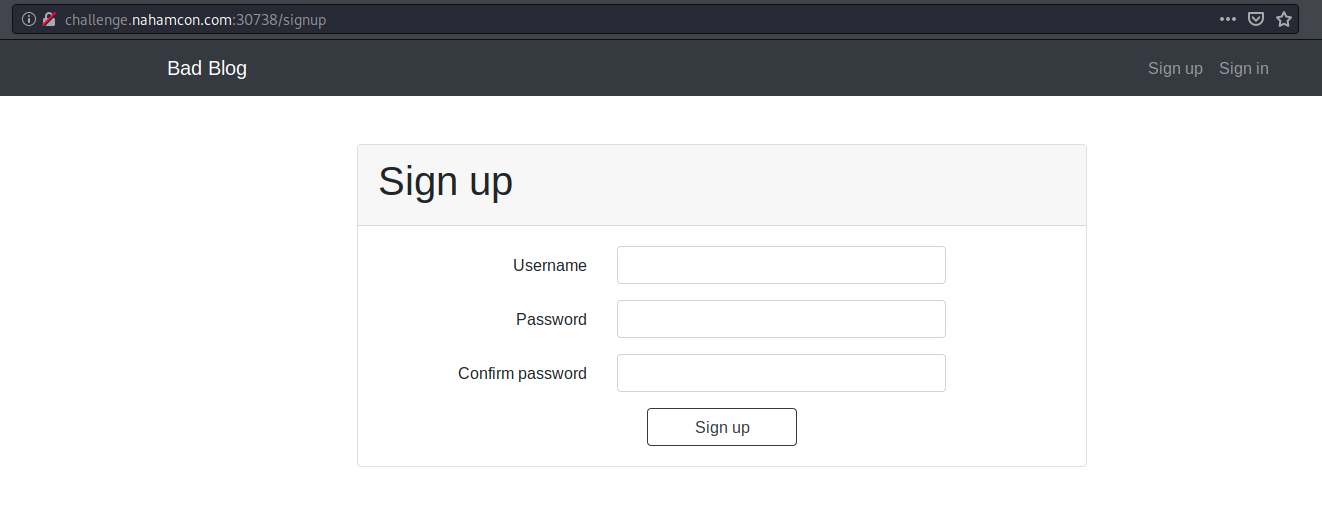 challenge.nahamcon.com:30738/signup
Bad Blog
Sign up Sign in
Sign up
Username
Password
Confirm password
Sign up